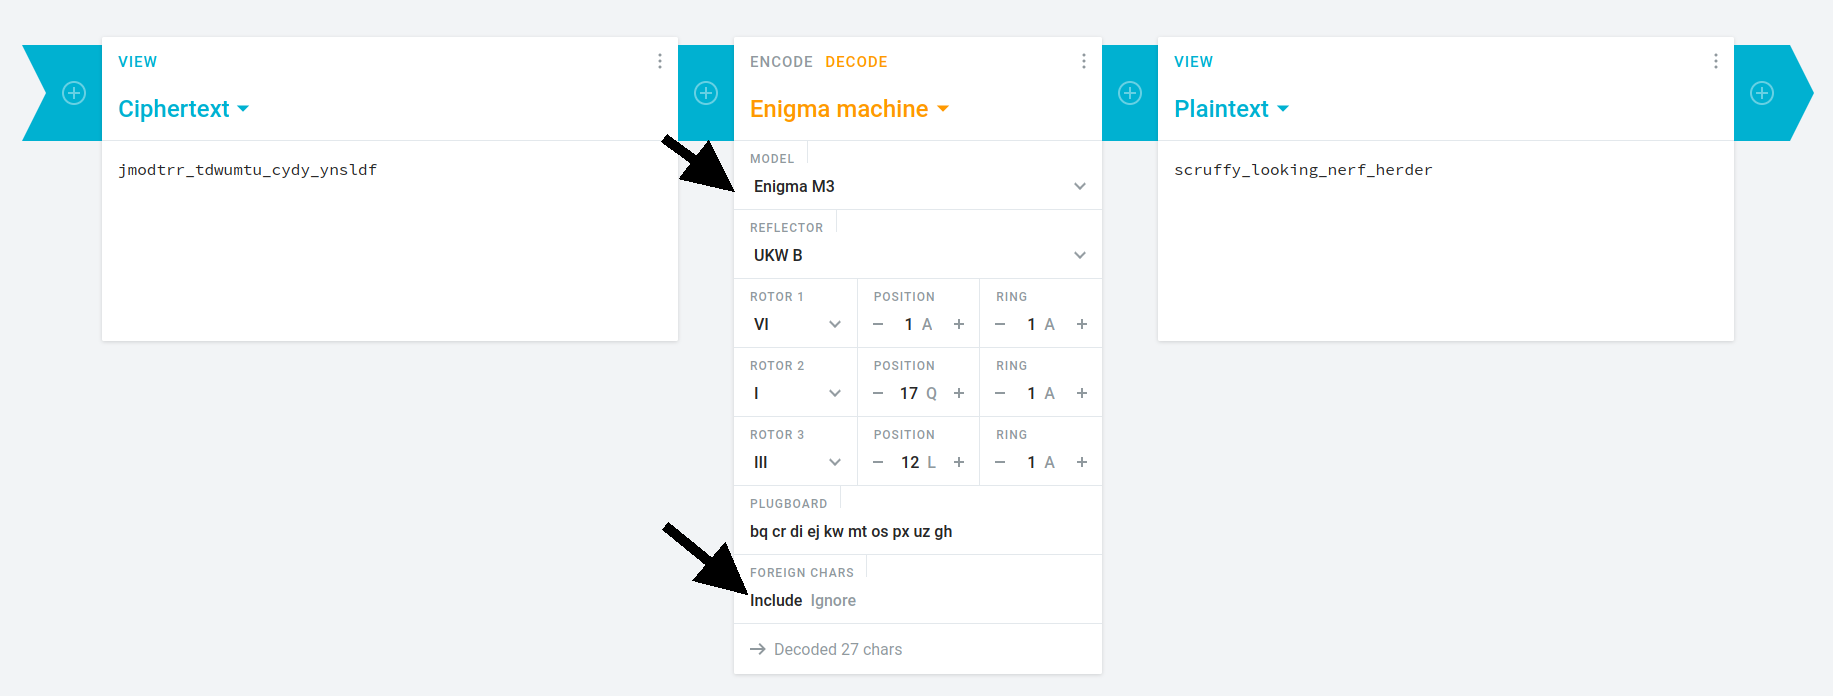 VIEW
Ciphertext
jmodtrr_tdwumtu_cydy_ynsldf
ENCODE DECODE
Enigma machine
MODEL
Enigma M3
REFLECTOR
UKW B
ROTOR 1 POSITION RING
VI − 1 A + − 1 A +
ROTOR 2 POSITION RING
I − 17 Q + − 1 A +
ROTOR 3 POSITION RING
III − 12 L + − 1 A +
PLUGBOARD
bq cr di ej kw mt os px uz gh
FOREIGN CHARS
Include Ignore
→ Decoded 27 chars
VIEW
Plaintext
scruffy_looking_nerf_herder